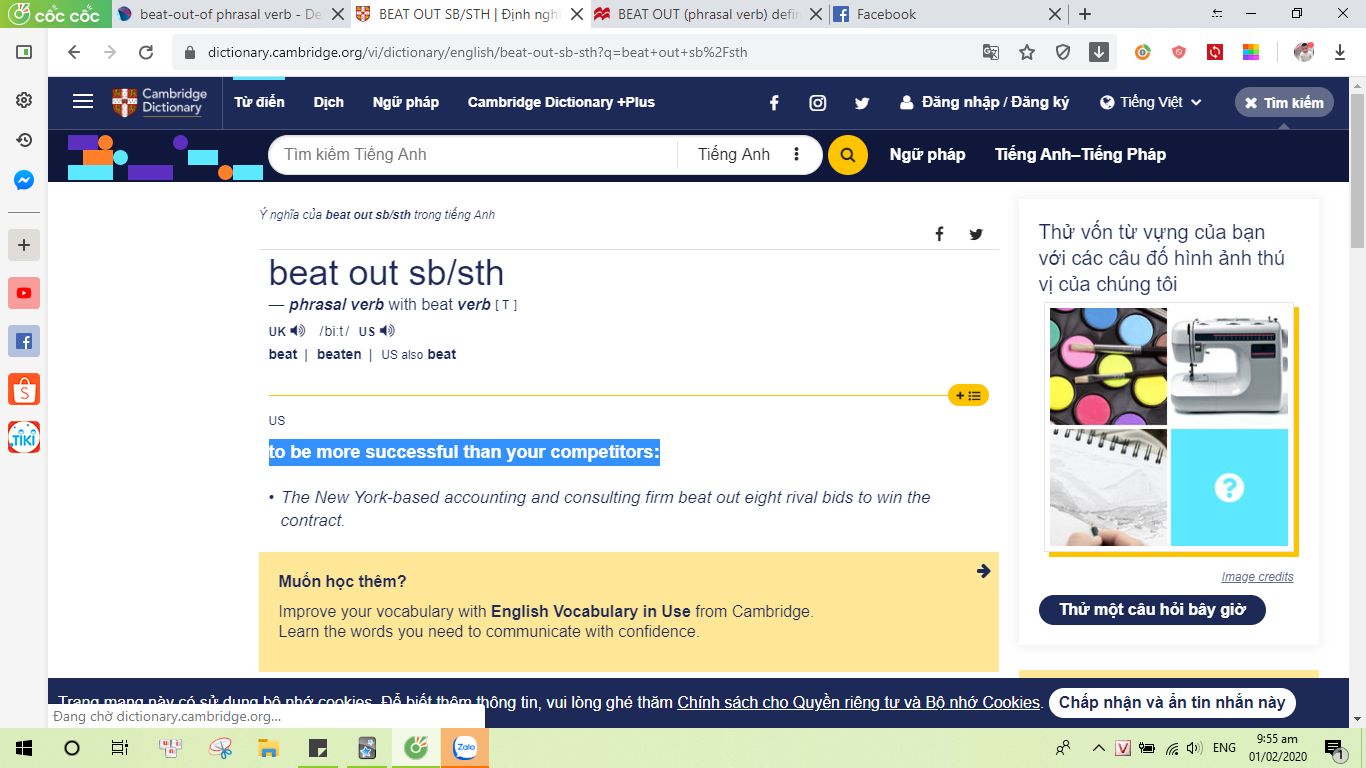 cốc cốc
beat-out-of phrasal verb - De
BEAT OUT SB/STH | Định ngh
BEAT OUT (phrasal verb) defin
Facebook
dictionary.cambridge.org/vi/dictionary/english/beat-out-sb-sth?q=beat+out+sb%2Fsth
Cambridge
Dictionary
Từ điển
Dịch
Ngữ pháp
Cambridge Dictionary +Plus
Đăng nhập / Đăng ký
Tiếng Việt
Tìm kiếm
Tìm kiếm Tiếng Anh
Tiếng Anh
Ngữ pháp
Tiếng Anh–Tiếng Pháp
Ý nghĩa của beat out sb/sth trong tiếng Anh
beat out sb/sth
— phrasal verb with beat verb [ T ]
UK /biːt/ US
beat | beaten | US also beat
US
to be more successful than your competitors:
• The New York-based accounting and consulting firm beat out eight rival bids to win the
contract.
Muốn học thêm?
Improve your vocabulary with English Vocabulary in Use from Cambridge.
Learn the words you need to communicate with confidence.
Thử vốn từ vựng của bạn
với các câu đố hình ảnh thú
vị của chúng tôi
?
Image credits
Thử một câu hỏi bây giờ
TIKI
Trang mạng này có sử dụng bộ nhớ cookies. Để biết thêm thông tin, vui lòng ghé thăm Chính sách cho Quyền riêng tư và Bộ nhớ Cookies.
Chấp nhận và ẩn tin nhắn này
Đang chờ dictionary.cambridge.org...
Zalo
V
ENG
9:55 am
01/02/2020
1